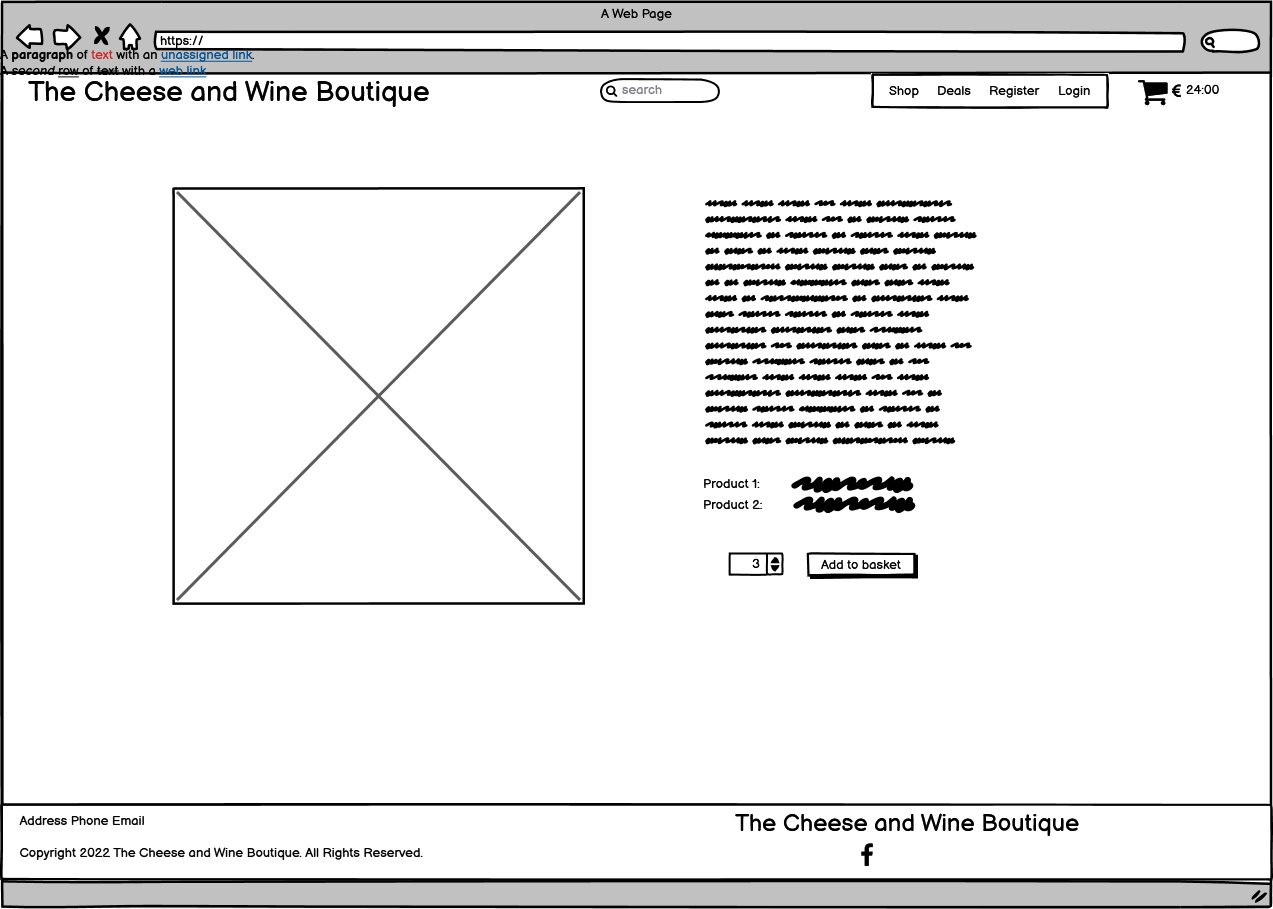 A Web Page
https://
A paragraph of text with an unassigned link.
A second row of text with a web link
The Cheese and Wine Boutique
search
Shop Deals Register Login
€ 24:00
Product 1:
Product 2:
3 Add to basket
Address Phone Email
The Cheese and Wine Boutique
Copyright 2022 The Cheese and Wine Boutique. All Rights Reserved.